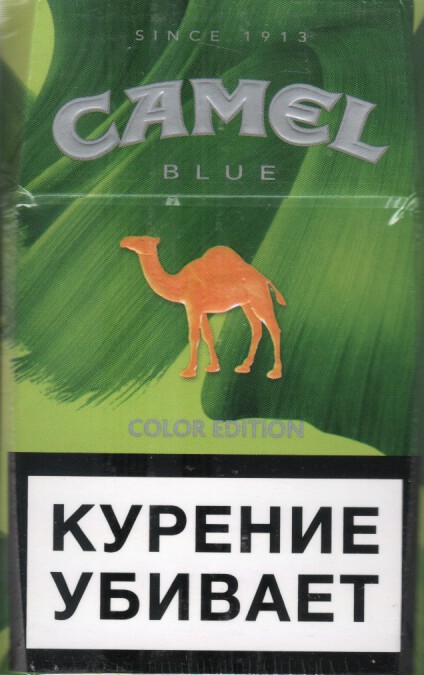 SINCE 1913
CAMEL
BLUE
COLOR EDITION
КУРЕНИЕ
УБИВАЕТ